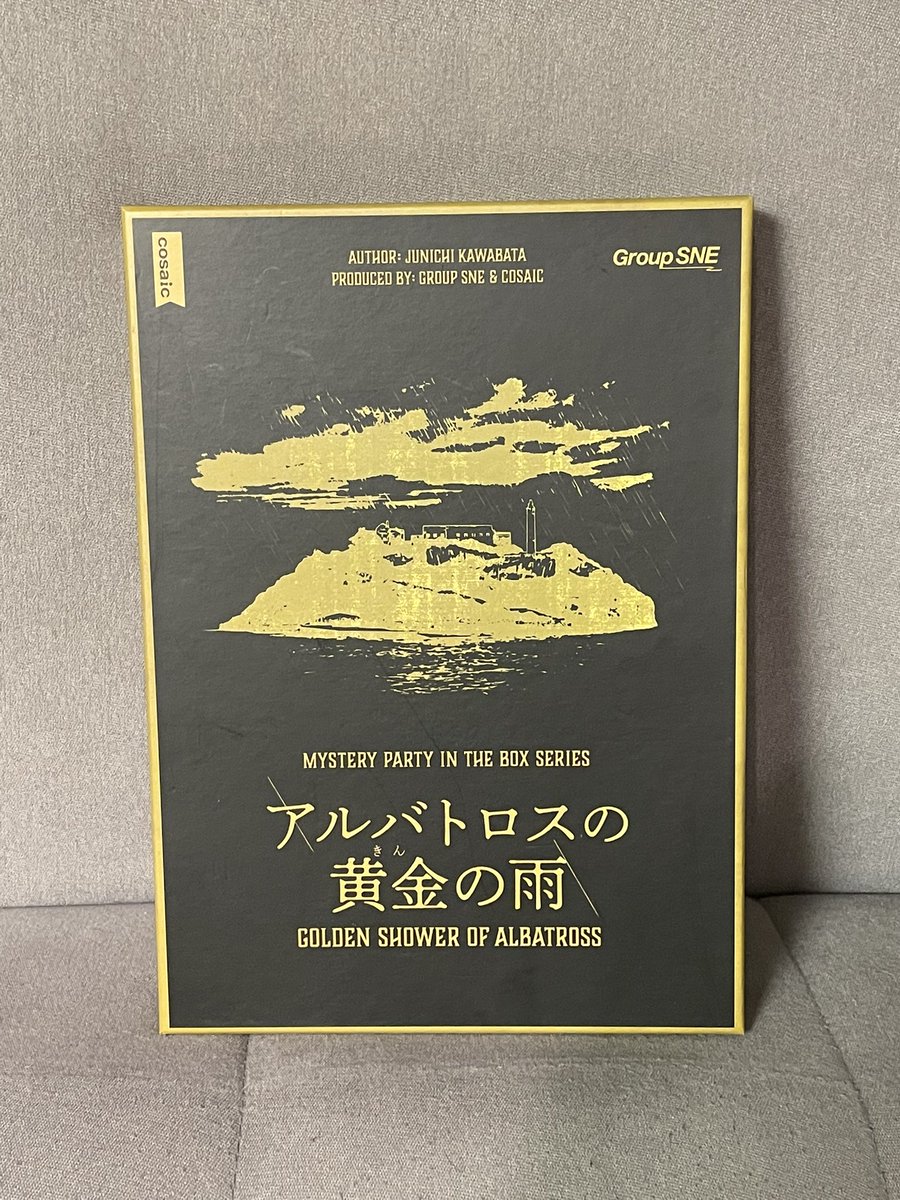 cosaic
AUTHOR: JUNICHI KAWABATA
PRODUCED BY: GROUP SNE & COSAIC
Group SNE
MYSTERY PARTY IN THE BOX SERIES
アルバトロスの
きん
黄金の雨
GOLDEN SHOWER OF ALBATROSS